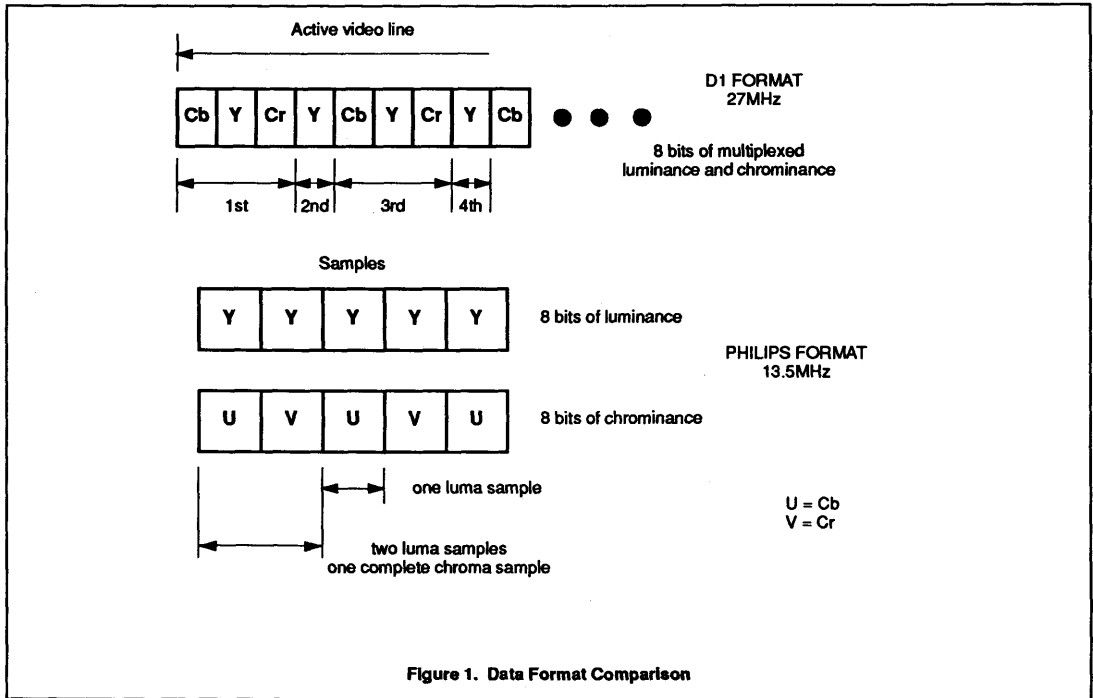 Active video line
Cb Y Cr Y Cb Y Cr Y Cb
D1 FORMAT
27MHz
8 bits of multiplexed
luminance and chrominance
1st 2nd 3rd 4th
Samples
Y Y Y Y Y
8 bits of luminance
PHILIPS FORMAT
13.5MHz
U V U V U
8 bits of chrominance
one luma sample
U = Cb
V = Cr
two luma samples
one complete chroma sample
Figure 1. Data Format Comparison